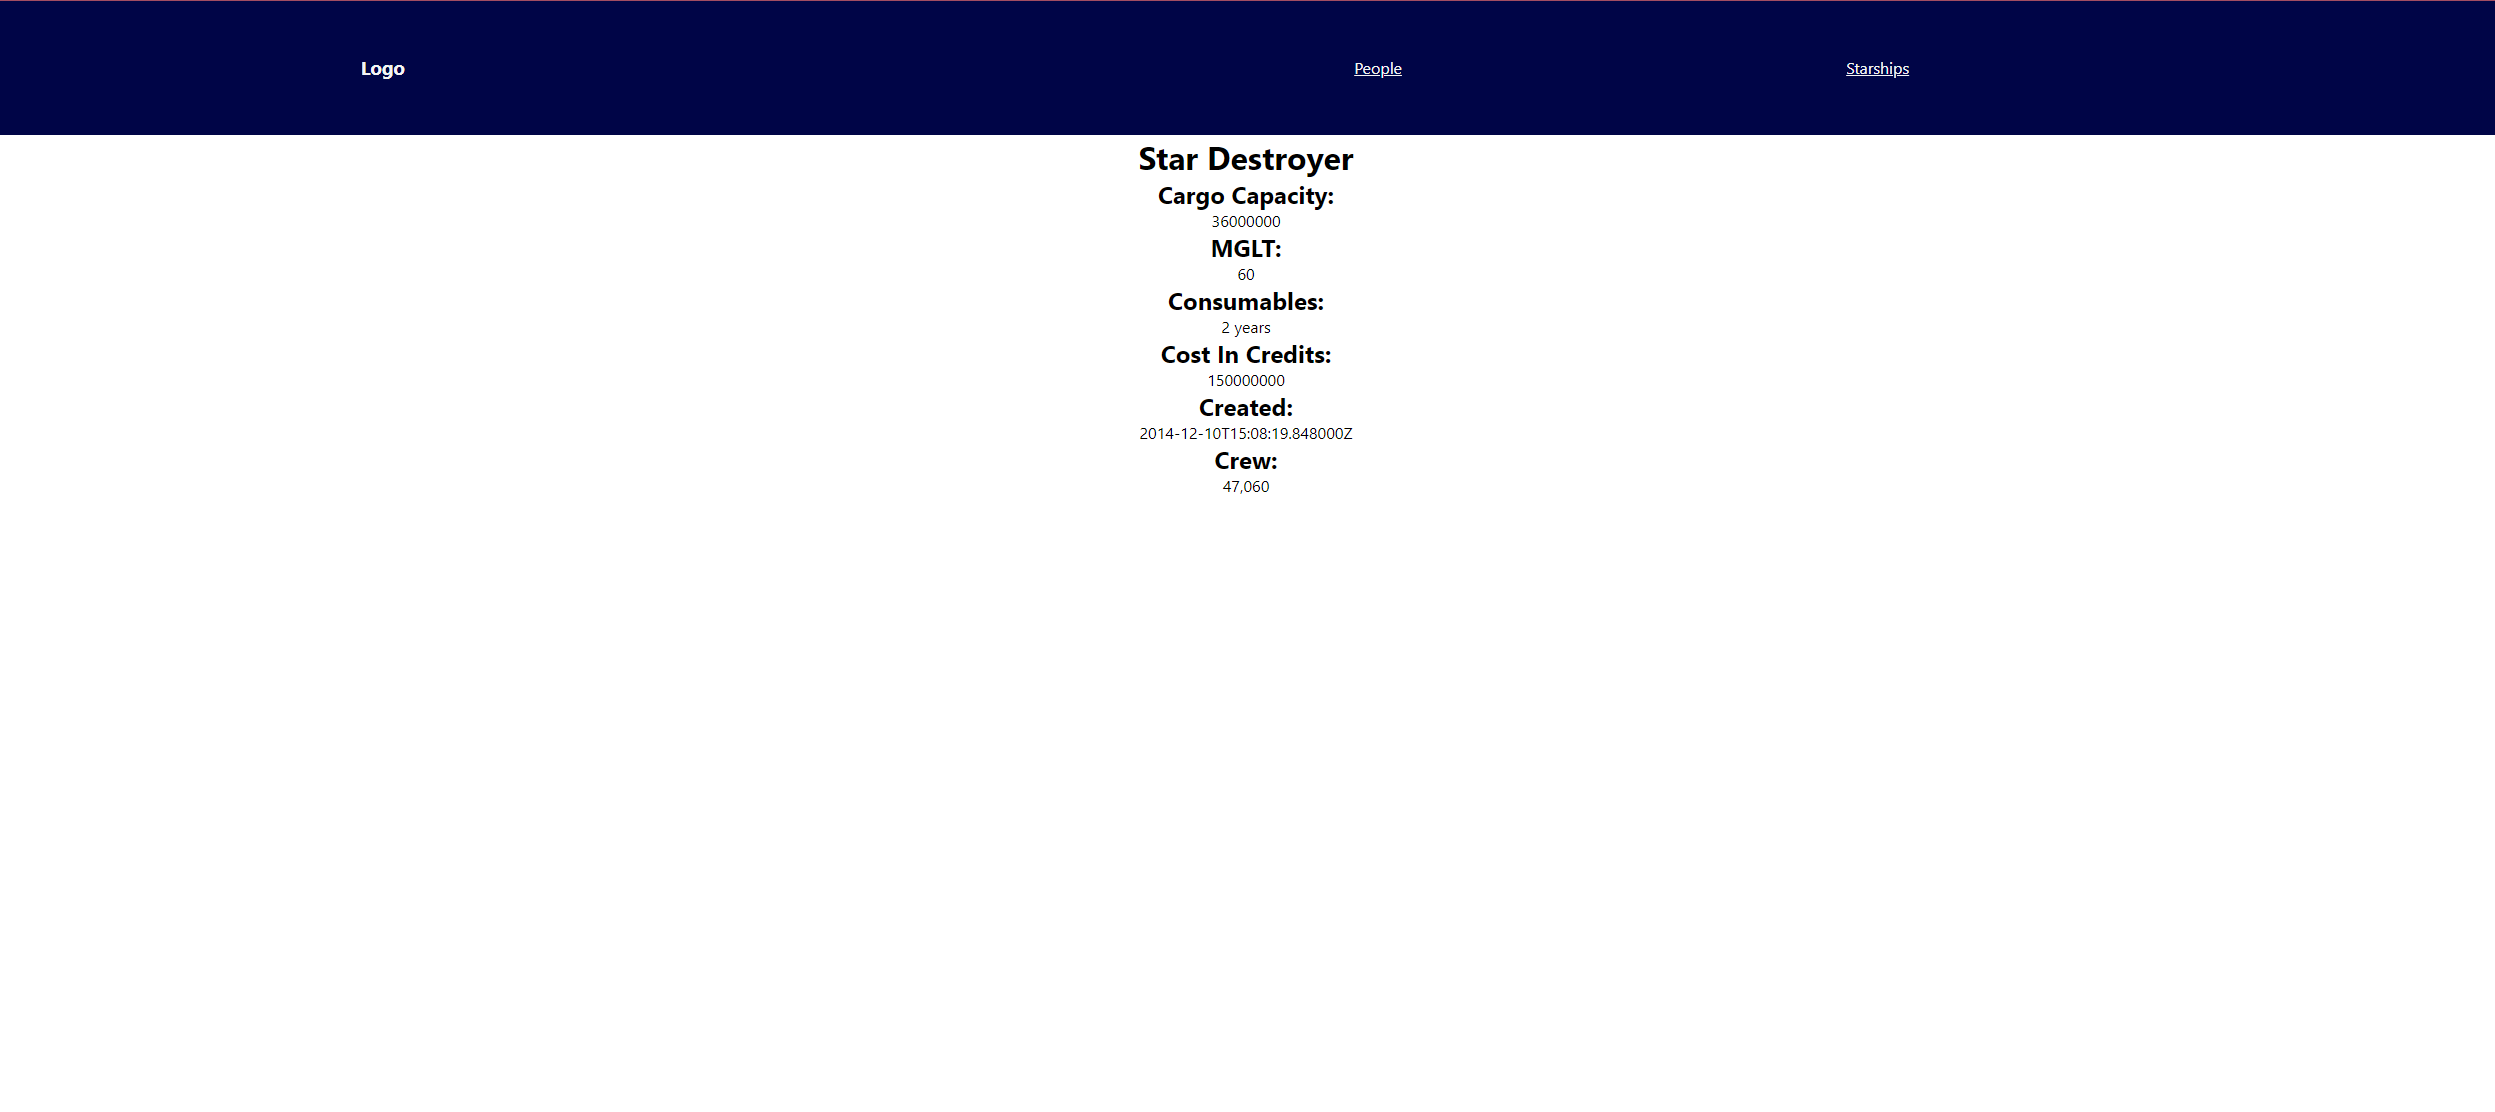 Logo People Starships
Star Destroyer
Cargo Capacity:
36000000
MGLT:
60
Consumables:
2 years
Cost In Credits:
150000000
Created:
2014-12-10T15:08:19.848000Z
Crew:
47,060